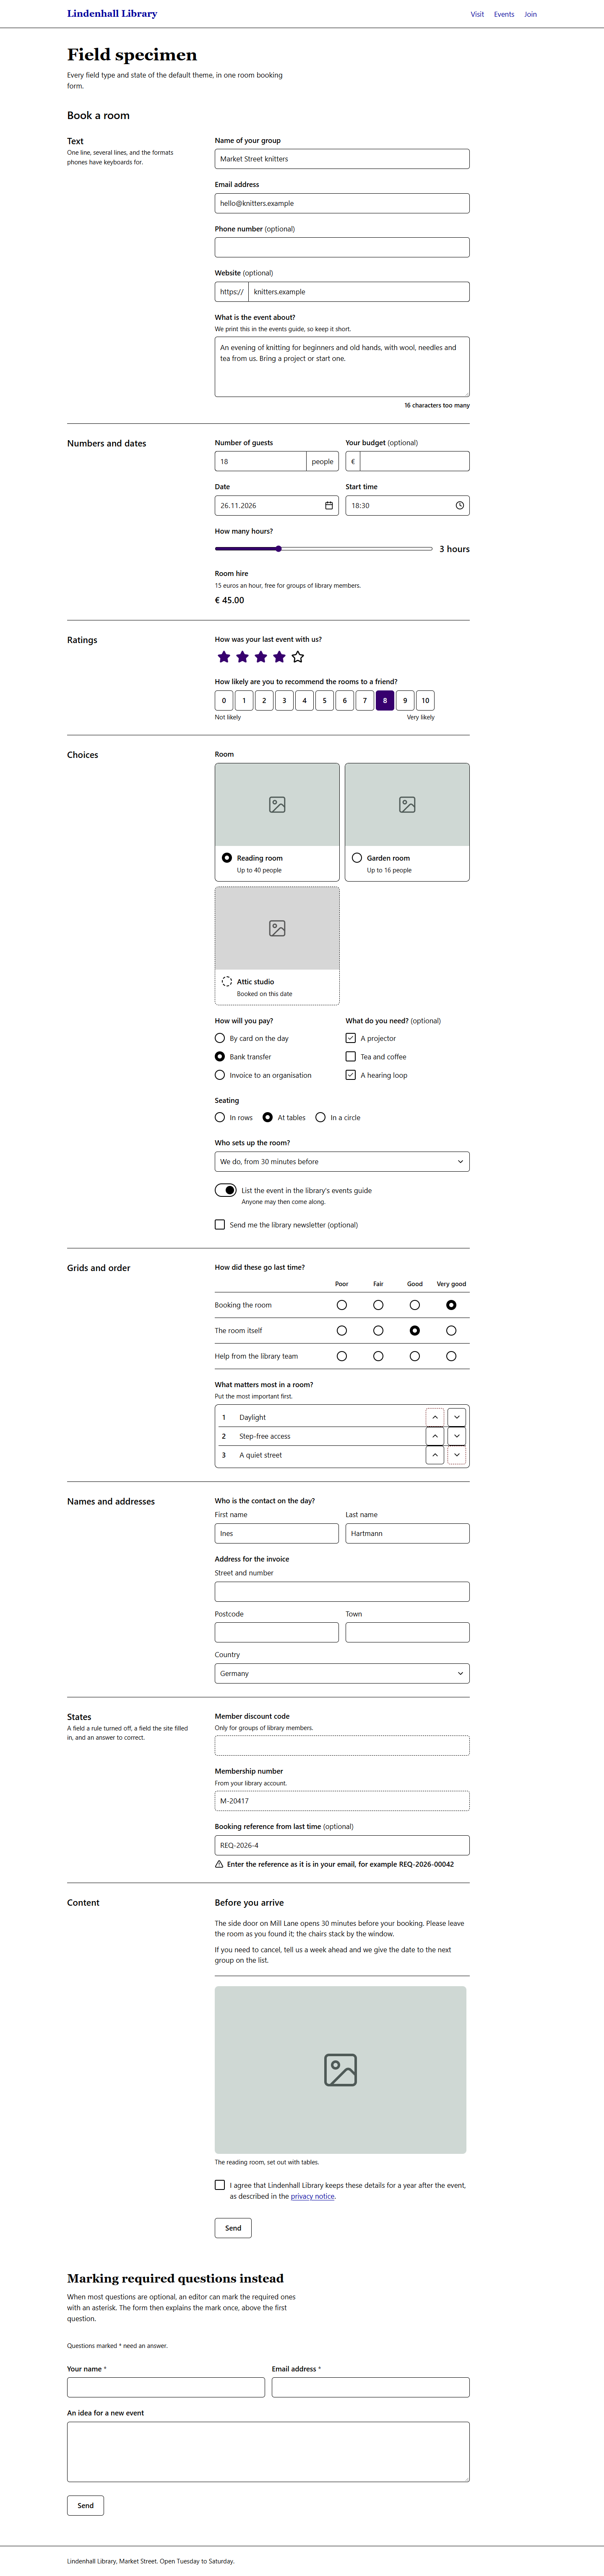 Lindenhall Library
Visit Events Join
Field specimen
Every field type and state of the default theme, in one room booking
form.
Book a room
Text
One line, several lines, and the formats
phones have keyboards for.
Name of your group
Market Street knitters
Email address
hello@knitters.example
Phone number (optional)
Website (optional)
https:// knitters.example
What is the event about?
We print this in the events guide, so keep it short.
An evening of knitting for beginners and old hands, with wool, needles and
tea from us. Bring a project or start one.
16 characters too many
Numbers and dates
Number of guests
18 people
Your budget (optional)
€
Date
26.11.2026
Start time
18:30
How many hours?
3 hours
Room hire
15 euros an hour, free for groups of library members.
€ 45.00
Ratings
How was your last event with us?
How likely are you to recommend the rooms to a friend?
0 1 2 3 4 5 6 7 8 9 10
Not likely Very likely
Choices
Room
Reading room
Up to 40 people
Garden room
Up to 16 people
Attic studio
Booked on this date
How will you pay?
By card on the day
Bank transfer
Invoice to an organisation
What do you need? (optional)
A projector
Tea and coffee
A hearing loop
Seating
In rows At tables In a circle
Who sets up the room?
We do, from 30 minutes before
List the event in the library's events guide
Anyone may then come along.
Send me the library newsletter (optional)
Grids and order
How did these go last time?
Poor Fair Good Very good
Booking the room
The room itself
Help from the library team
What matters most in a room?
Put the most important first.
1 Daylight
2 Step-free access
3 A quiet street
Names and addresses
Who is the contact on the day?
First name
Ines
Last name
Hartmann
Address for the invoice
Street and number
Postcode
Town
Country
Germany
States
A field a rule turned off, a field the site filled
in, and an answer to correct.
Member discount code
Only for groups of library members.
Membership number
From your library account.
M-20417
Booking reference from last time (optional)
REQ-2026-4
Enter the reference as it is in your email, for example REQ-2026-00042
Content
Before you arrive
The side door on Mill Lane opens 30 minutes before your booking. Please leave
the room as you found it; the chairs stack by the window.
If you need to cancel, tell us a week ahead and we give the date to the next
group on the list.
The reading room, set out with tables.
I agree that Lindenhall Library keeps these details for a year after the event,
as described in the privacy notice.
Send
Marking required questions instead
When most questions are optional, an editor can mark the required ones
with an asterisk. The form then explains the mark once, above the first
question.
Questions marked * need an answer.
Your name *
Email address *
An idea for a new event
Send
Lindenhall Library, Market Street. Open Tuesday to Saturday.